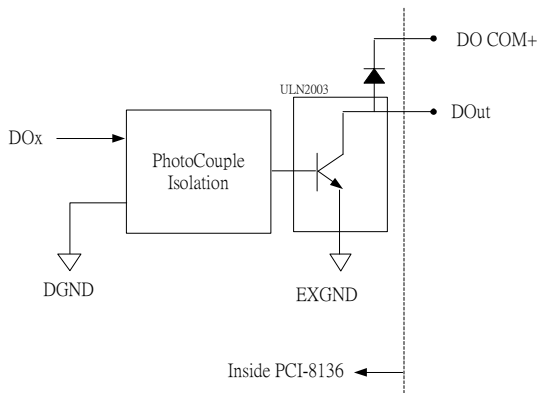 DO COM+
ULN2003
DOut
DOx
PhotoCouple
Isolation
DGND
EXGND
Inside PCI-8136